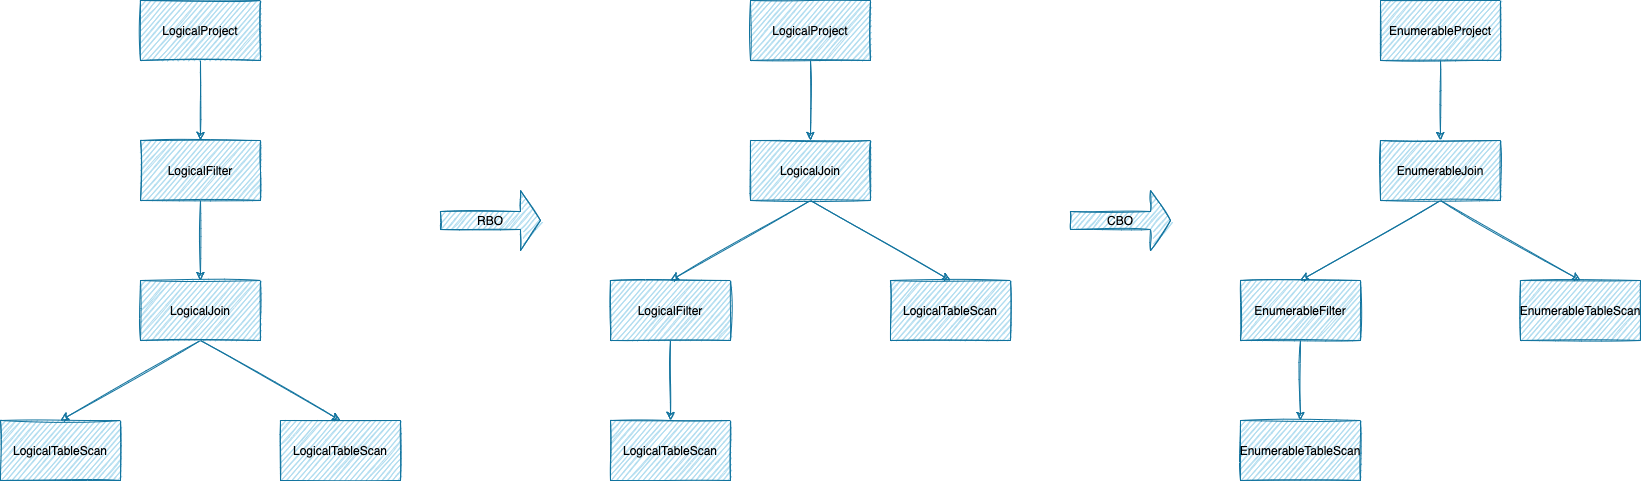 LogicalProject
LogicalFilter
LogicalJoin
LogicalTableScan
LogicalTableScan
RBO
LogicalProject
LogicalJoin
LogicalFilter
LogicalTableScan
LogicalTableScan
CBO
EnumerableProject
EnumerableJoin
EnumerableFilter
EnumerableTableScan
EnumerableTableScan